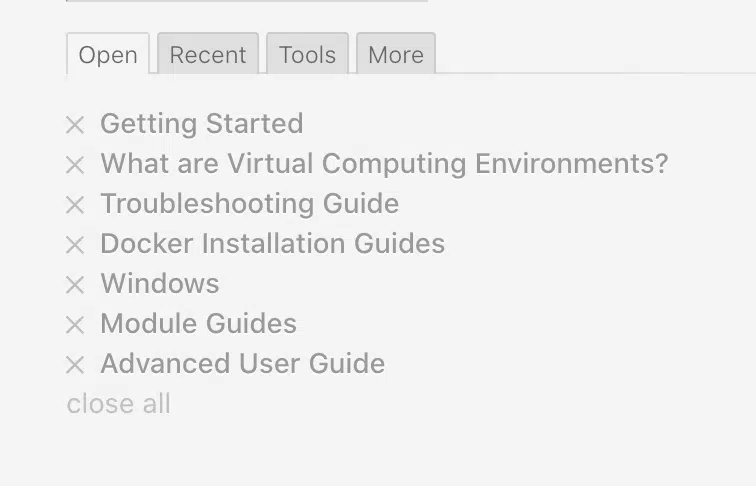 Open Recent Tools More
Getting Started
What are Virtual Computing Environments?
Troubleshooting Guide
Docker Installation Guides
Windows
Module Guides
Advanced User Guide
close all